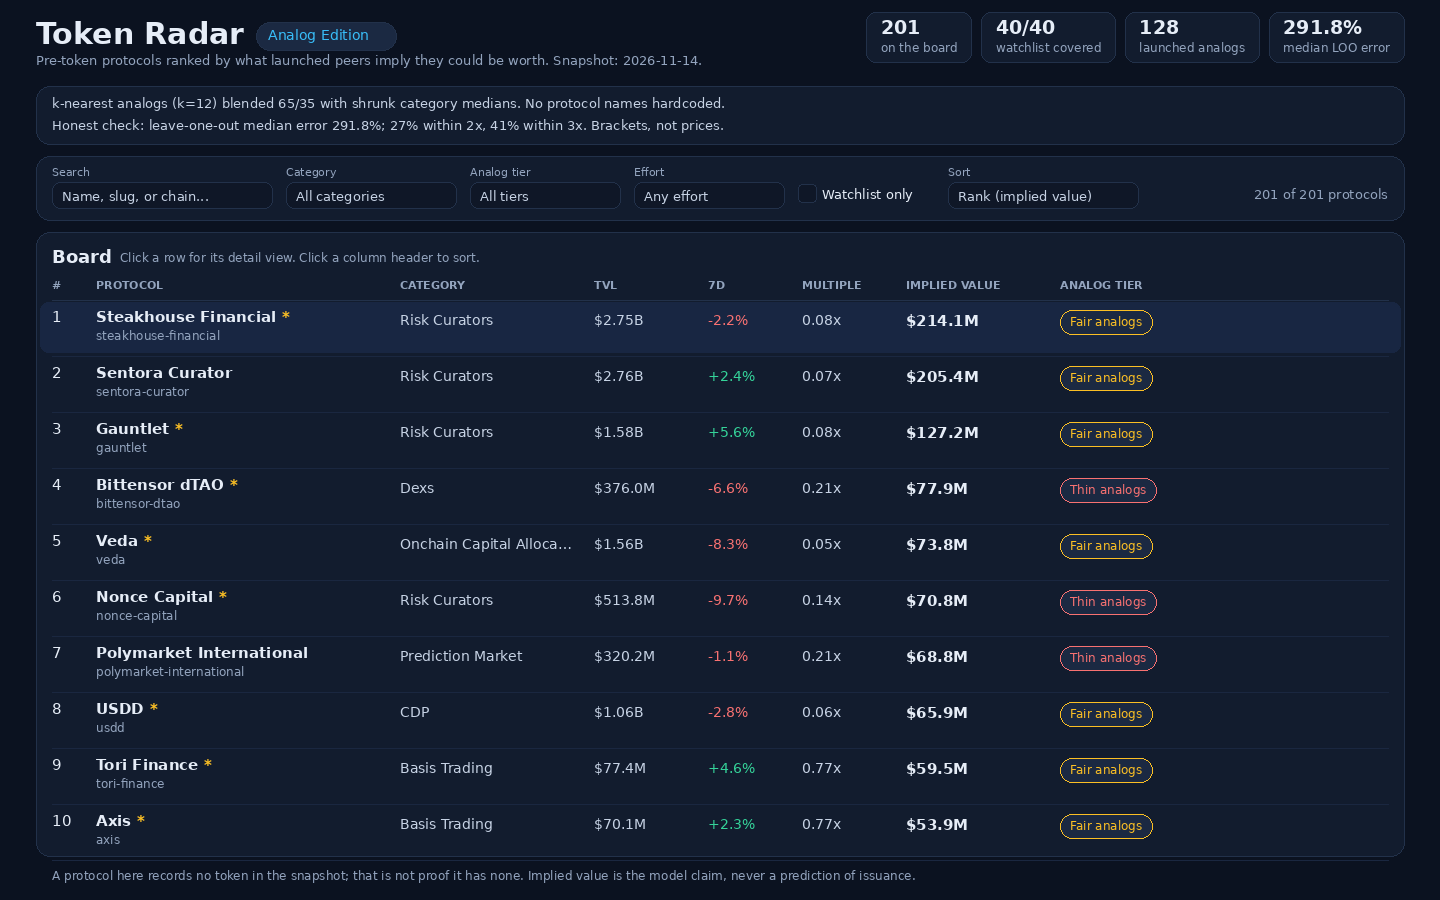 Token Radar Analog Edition
Pre-token protocols ranked by what launched peers imply they could be worth. Snapshot: 2026-11-14.
201 on the board
40/40 watchlist covered
128 launched analogs
291.8% median LOO error
k-nearest analogs (k=12) blended 65/35 with shrunk category medians. No protocol names hardcoded.
Honest check: leave-one-out median error 291.8%; 27% within 2x, 41% within 3x. Brackets, not prices.
Search Category Analog tier Effort Sort
Name, slug, or chain... All categories All tiers Any effort Watchlist only Rank (implied value) 201 of 201 protocols
Board Click a row for its detail view. Click a column header to sort.
# PROTOCOL CATEGORY TVL 7D MULTIPLE IMPLIED VALUE ANALOG TIER
1 Steakhouse Financial * Risk Curators $2.75B -2.2% 0.08x $214.1M Fair analogs
steakhouse-financial
2 Sentora Curator Risk Curators $2.76B +2.4% 0.07x $205.4M Fair analogs
sentora-curator
3 Gauntlet * Risk Curators $1.58B +5.6% 0.08x $127.2M Fair analogs
gauntlet
4 Bittensor dTAO * Dexs $376.0M -6.6% 0.21x $77.9M Thin analogs
bittensor-dtao
5 Veda * Onchain Capital Alloca... $1.56B -8.3% 0.05x $73.8M Fair analogs
veda
6 Nonce Capital * Risk Curators $513.8M -9.7% 0.14x $70.8M Thin analogs
nonce-capital
7 Polymarket International Prediction Market $320.2M -1.1% 0.21x $68.8M Thin analogs
polymarket-international
8 USDD * CDP $1.06B -2.8% 0.06x $65.9M Fair analogs
usdd
9 Tori Finance * Basis Trading $77.4M +4.6% 0.77x $59.5M Fair analogs
tori-finance
10 Axis * Basis Trading $70.1M +2.3% 0.77x $53.9M Fair analogs
axis
A protocol here records no token in the snapshot; that is not proof it has none. Implied value is the model claim, never a prediction of issuance.